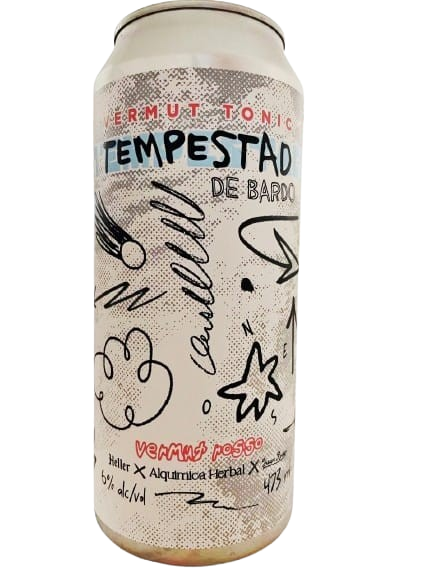 VERMUT TONIC
TEMPESTAD
DE BARDO
N
E
S
O
vermut rosso
Heller X Alquimica Herbal X
6% alc/vol
473 m